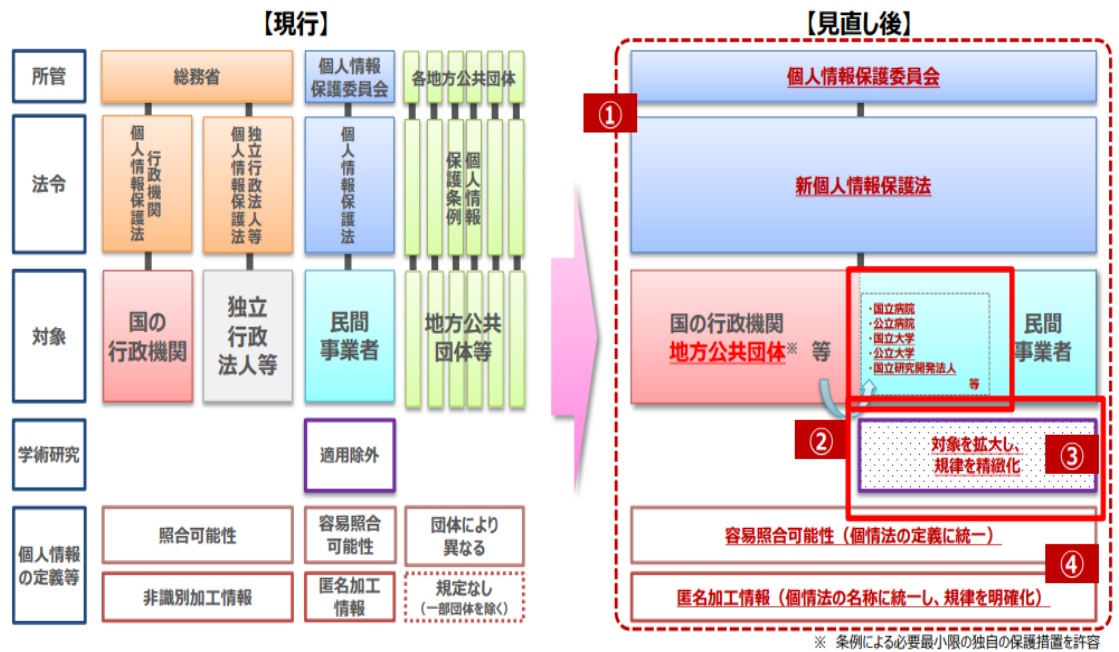 【現行】
【見直し後】
所管
総務省
個人情報
保護委員会
各地方公共団体
個人情報保護委員会
①
法令
行政機関
個人情報保護法
独立行政法人等
個人情報保護法
個人情報保護法
個人情報
保護条例
新個人情報保護法
対象
国の
行政機関
独立
行政
法人等
民間
事業者
地方公共
団体等
国の行政機関
地方公共団体※ 等
・国立病院
・公立病院
・国立大学
・公立大学
・国立研究開発法人
等
民間
事業者
②
学術研究
適用除外
対象を拡大し、
規律を精緻化
③
個人情報
の定義等
照合可能性
容易照合
可能性
団体により
異なる
容易照合可能性（個情法の定義に統一）
④
非識別加工情報
匿名加工
情報
規定なし
（一部団体を除く）
匿名加工情報（個情法の名称に統一し、規律を明確化）
※ 条例による必要最小限の独自の保護措置を許容